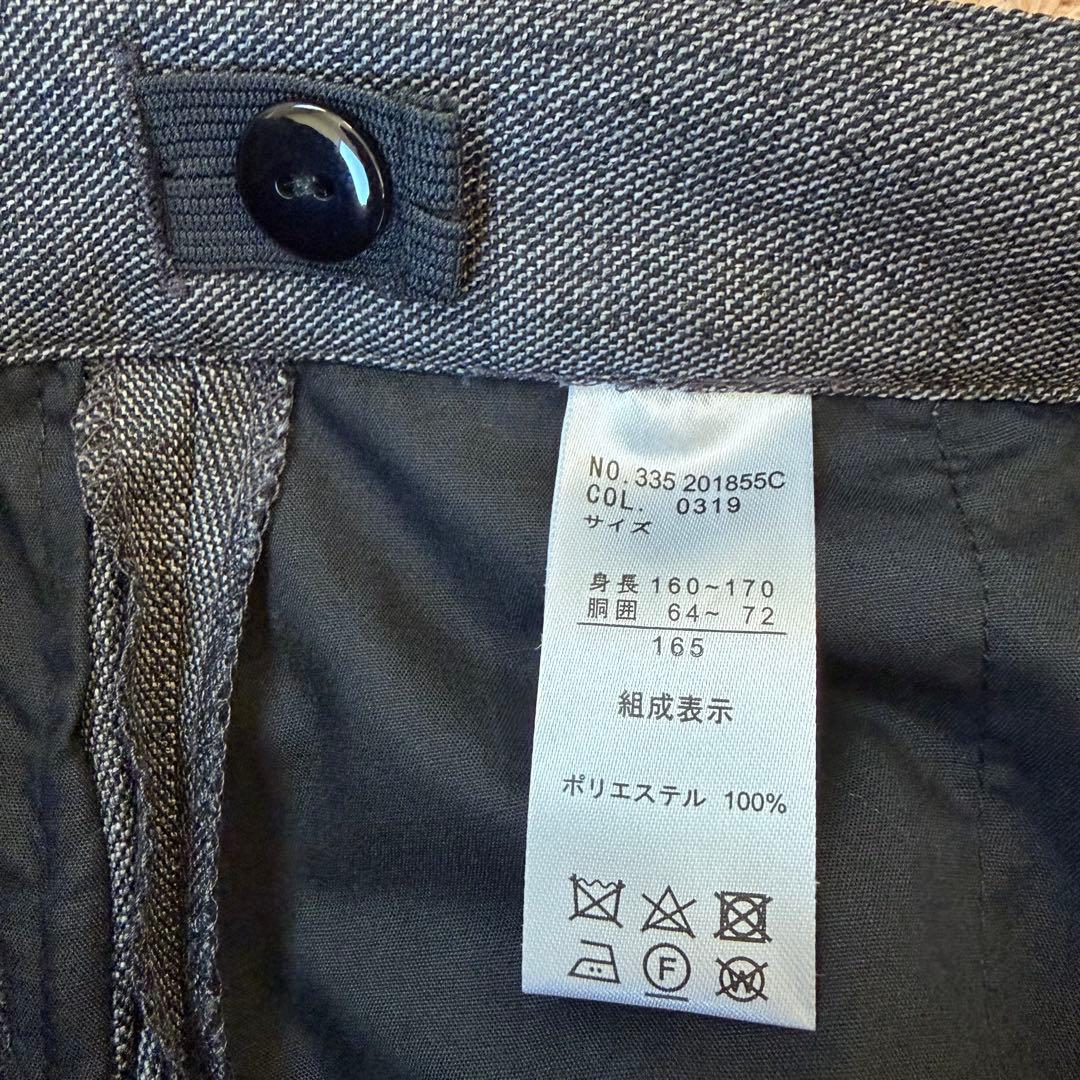 NO.335 201855C
COL. 0319
サイズ
身長 160~170
胴囲 64~ 72
165
組成表示
ポリエステル 100%
F
W